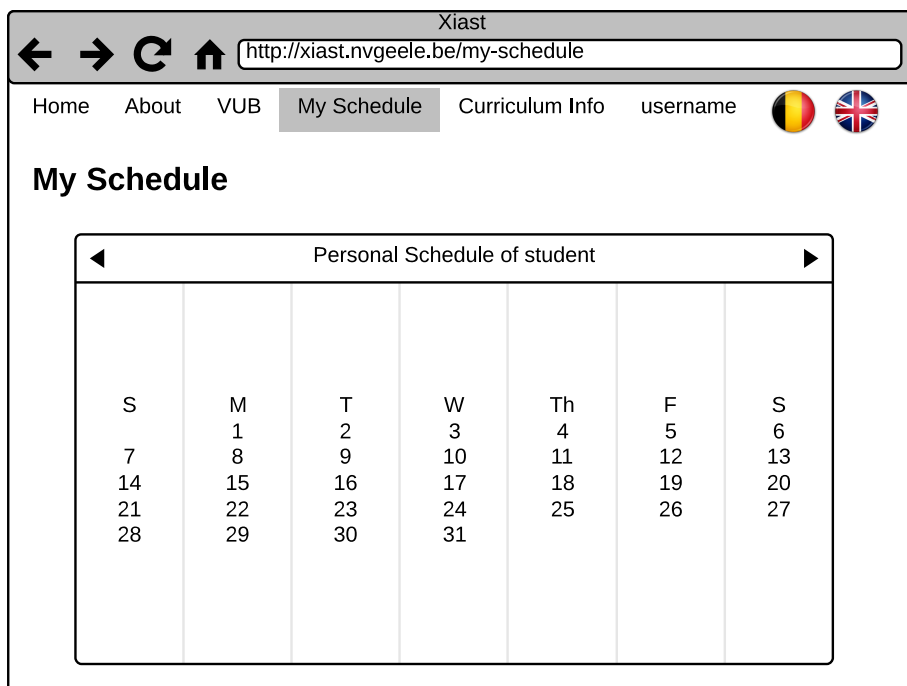 Xiast
http://xiast.nvgeele.be/my-schedule
Home About VUB My Schedule Curriculum Info username
My Schedule
Personal Schedule of student
S M T W Th F S
1 2 3 4 5 6
7 8 9 10 11 12 13
14 15 16 17 18 19 20
21 22 23 24 25 26 27
28 29 30 31